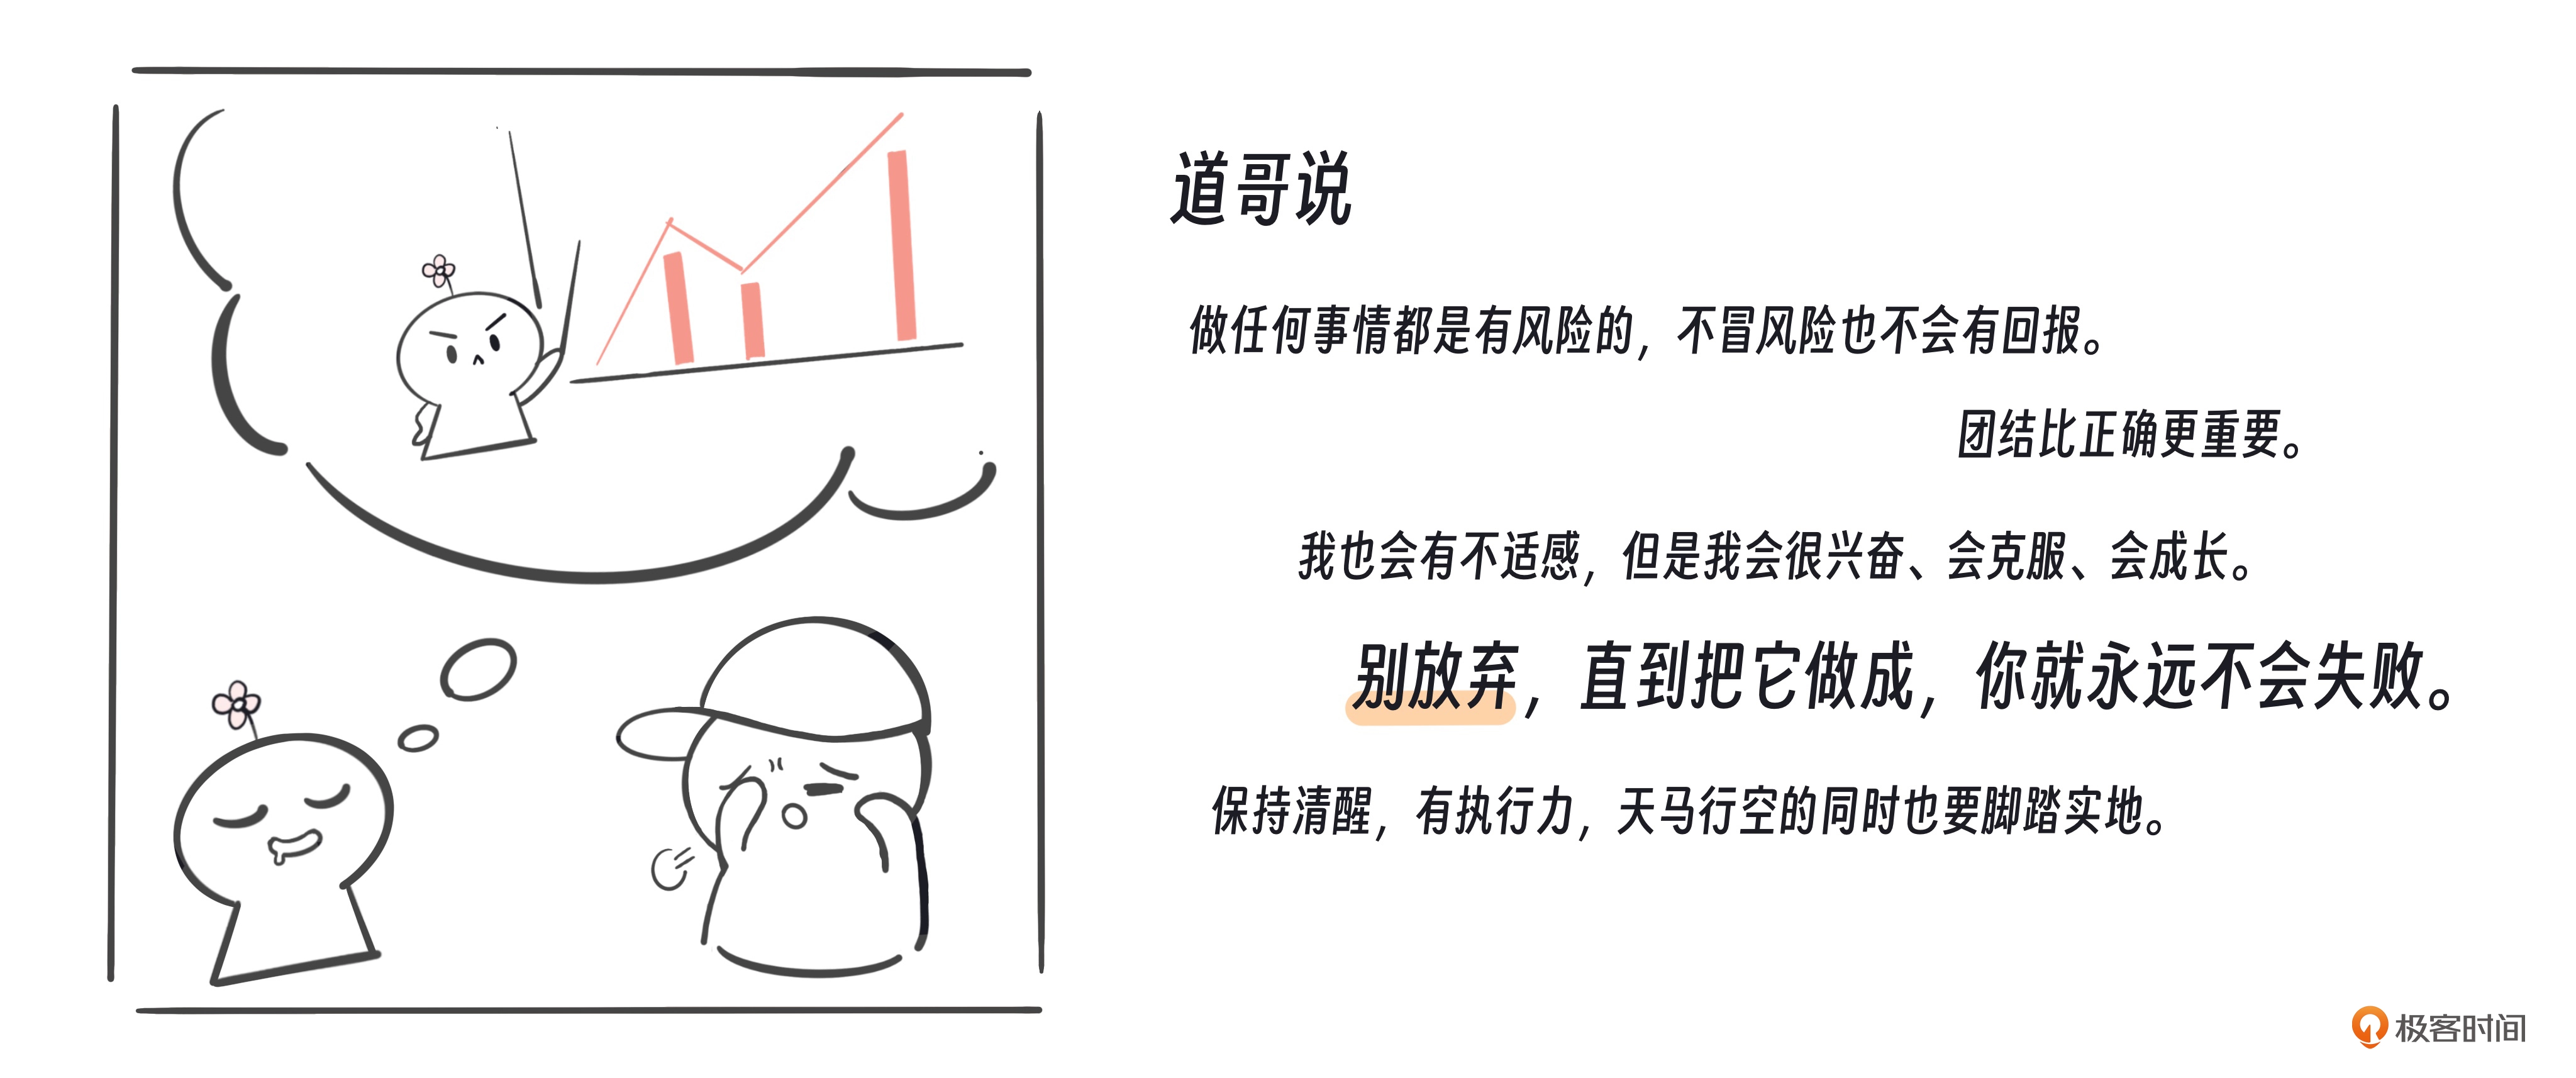 道哥说
做任何事情都是有风险的，不冒风险也不会有回报。
团结比正确更重要。
我也会有不适感，但是我会很兴奋、会克服、会成长。
别放弃，直到把它做成，你就永远不会失败。
保持清醒，有执行力，天马行空的同时也要脚踏实地。
极客时间